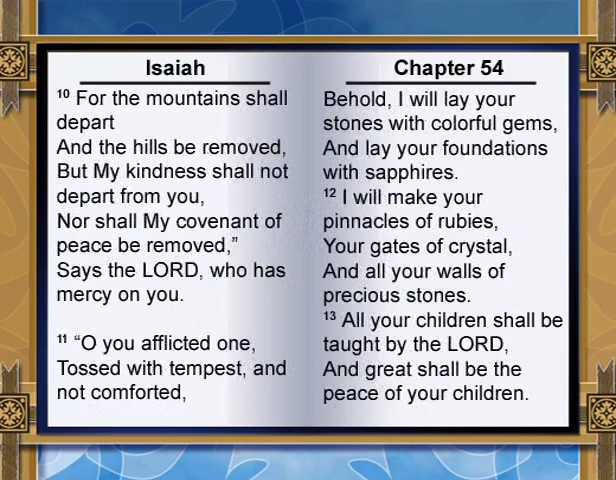 Isaiah
10 For the mountains shall
depart
And the hills be removed,
But My kindness shall not
depart from you,
Nor shall My covenant of
peace be removed,”
Says the LORD, who has
mercy on you.
11 “O you afflicted one,
Tossed with tempest, and
not comforted,
Chapter 54
Behold, I will lay your
stones with colorful gems,
And lay your foundations
with sapphires.
12 I will make your
pinnacles of rubies,
Your gates of crystal,
And all your walls of
precious stones.
13 All your children shall be
taught by the LORD,
And great shall be the
peace of your children.